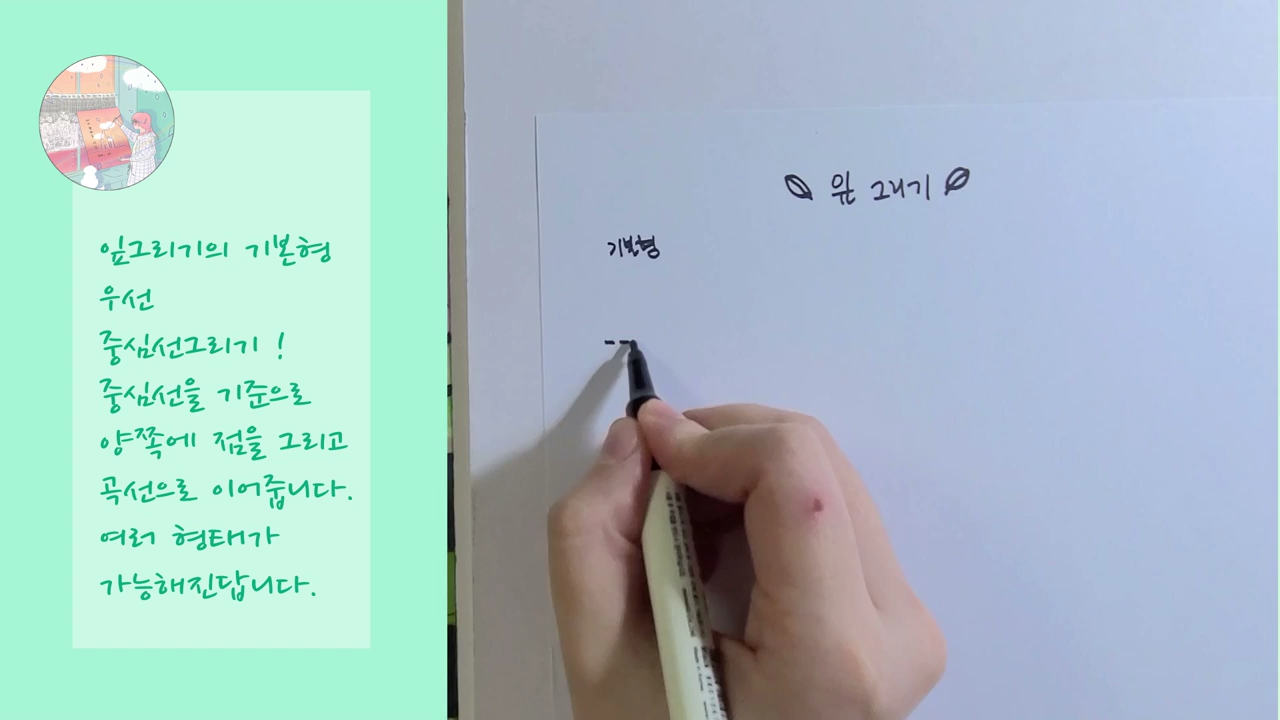 잎그리기의 기본형
우선
중심선그리기 !
중심선을 기준으로
양쪽에 점을 그리고
곡선으로 이어줍니다.
여러 형태가
가능해진답니다.
잎 그리기
기본형